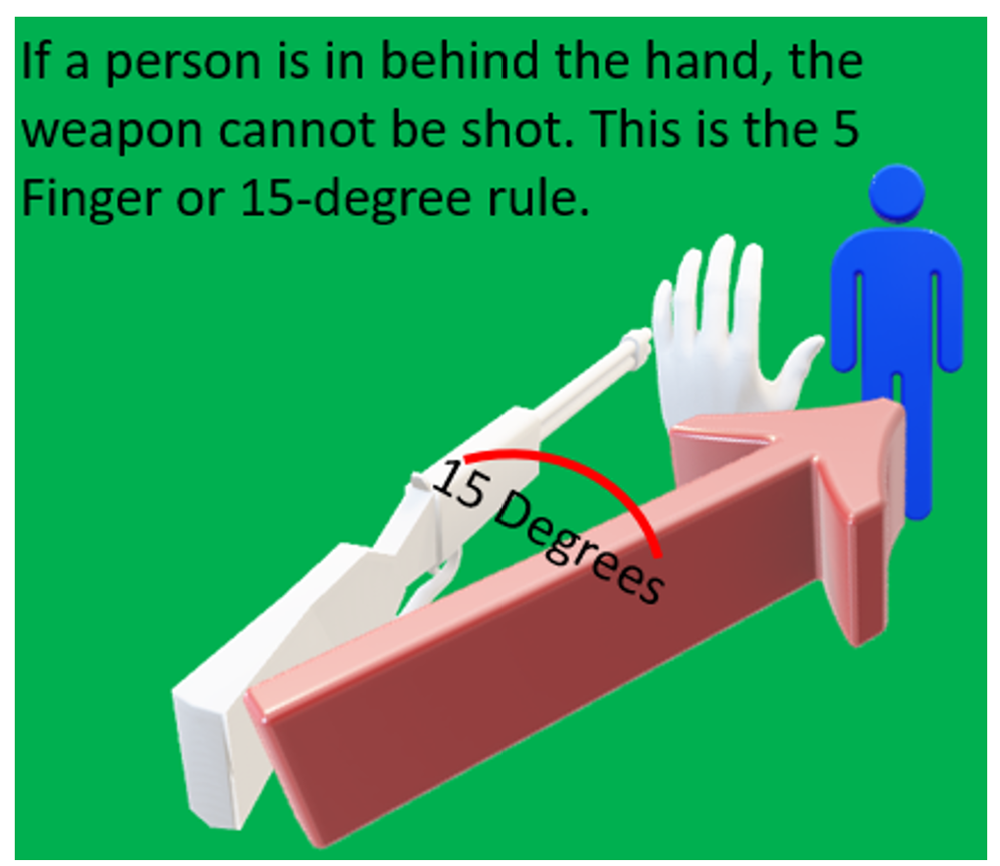 If a person is in behind the hand, the
weapon cannot be shot. This is the 5
Finger or 15-degree rule.
15 Degrees